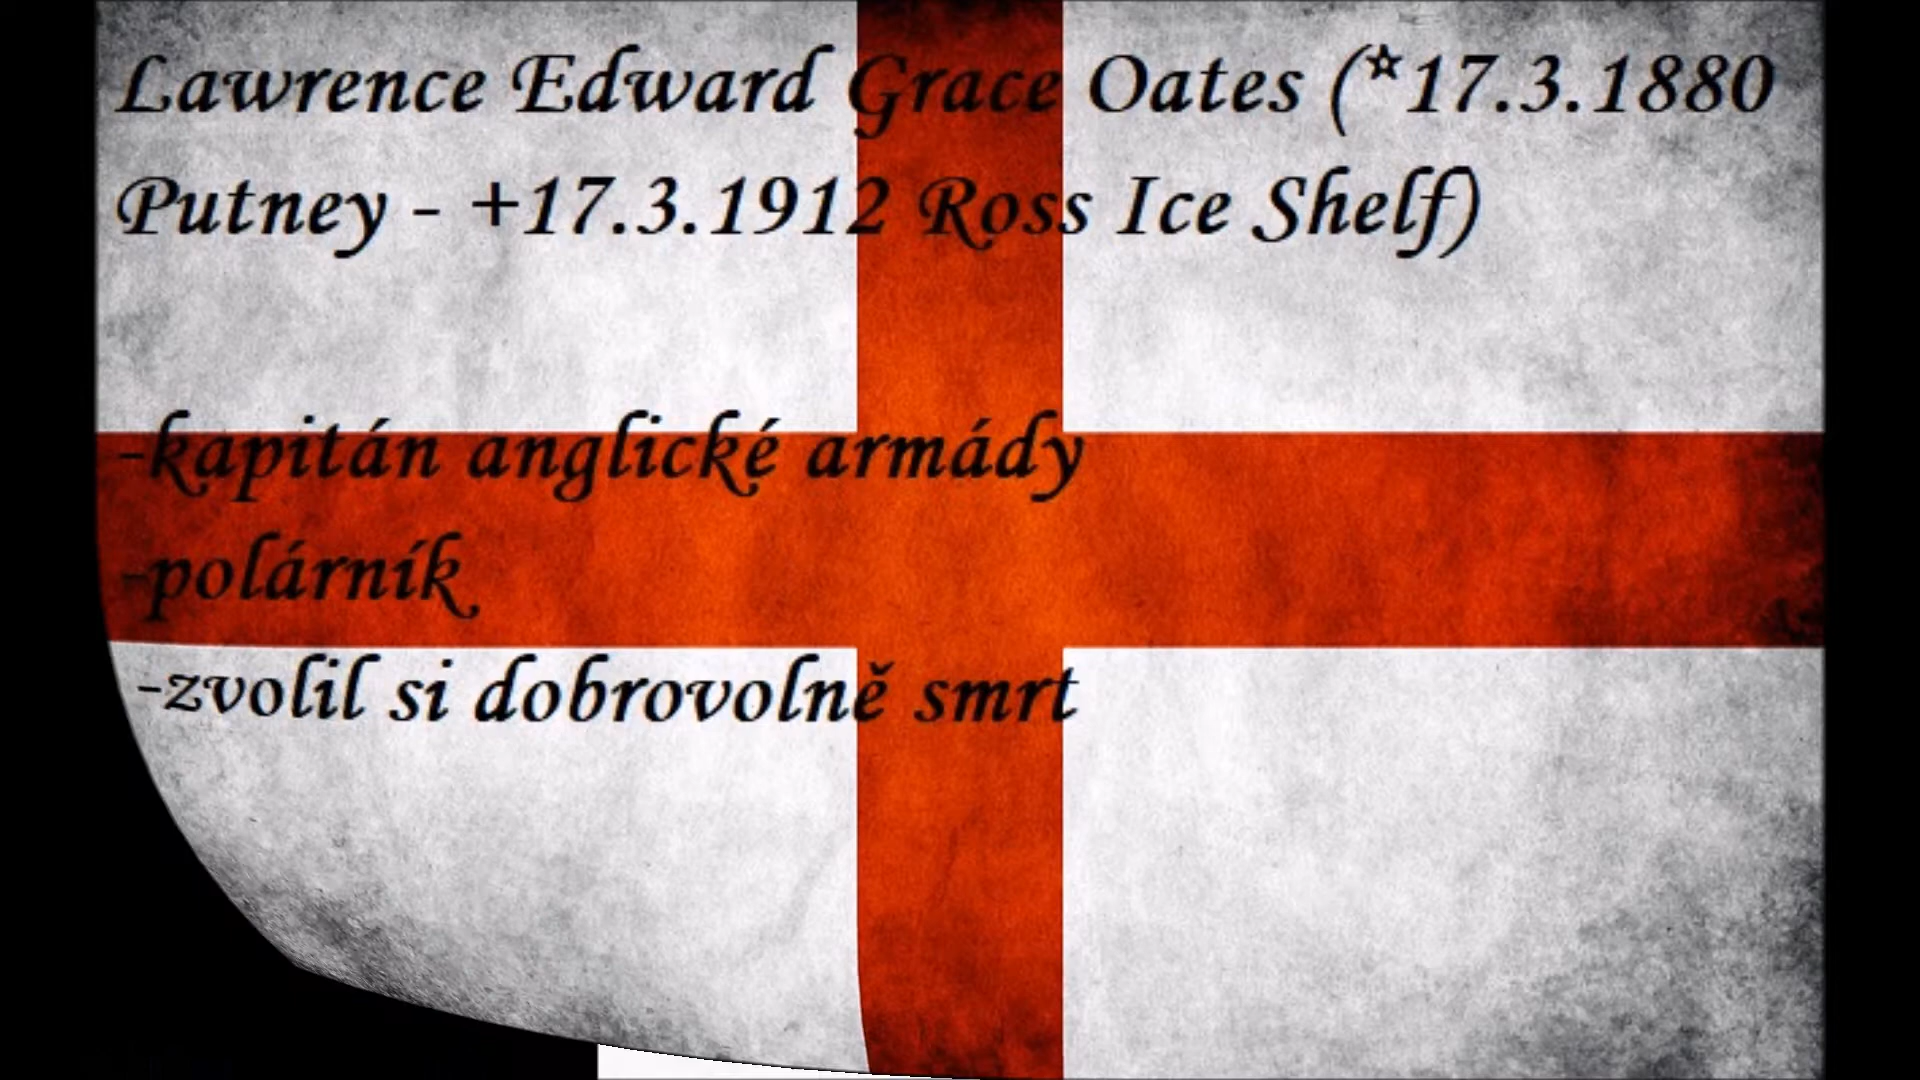 Lawrence Edward Grace Oates (*17.3.1880
Putney - +17.3.1912 Ross Ice Shelf)
-kapitán anglické armády
-polárník
-zvolil si dobrovolně smrt